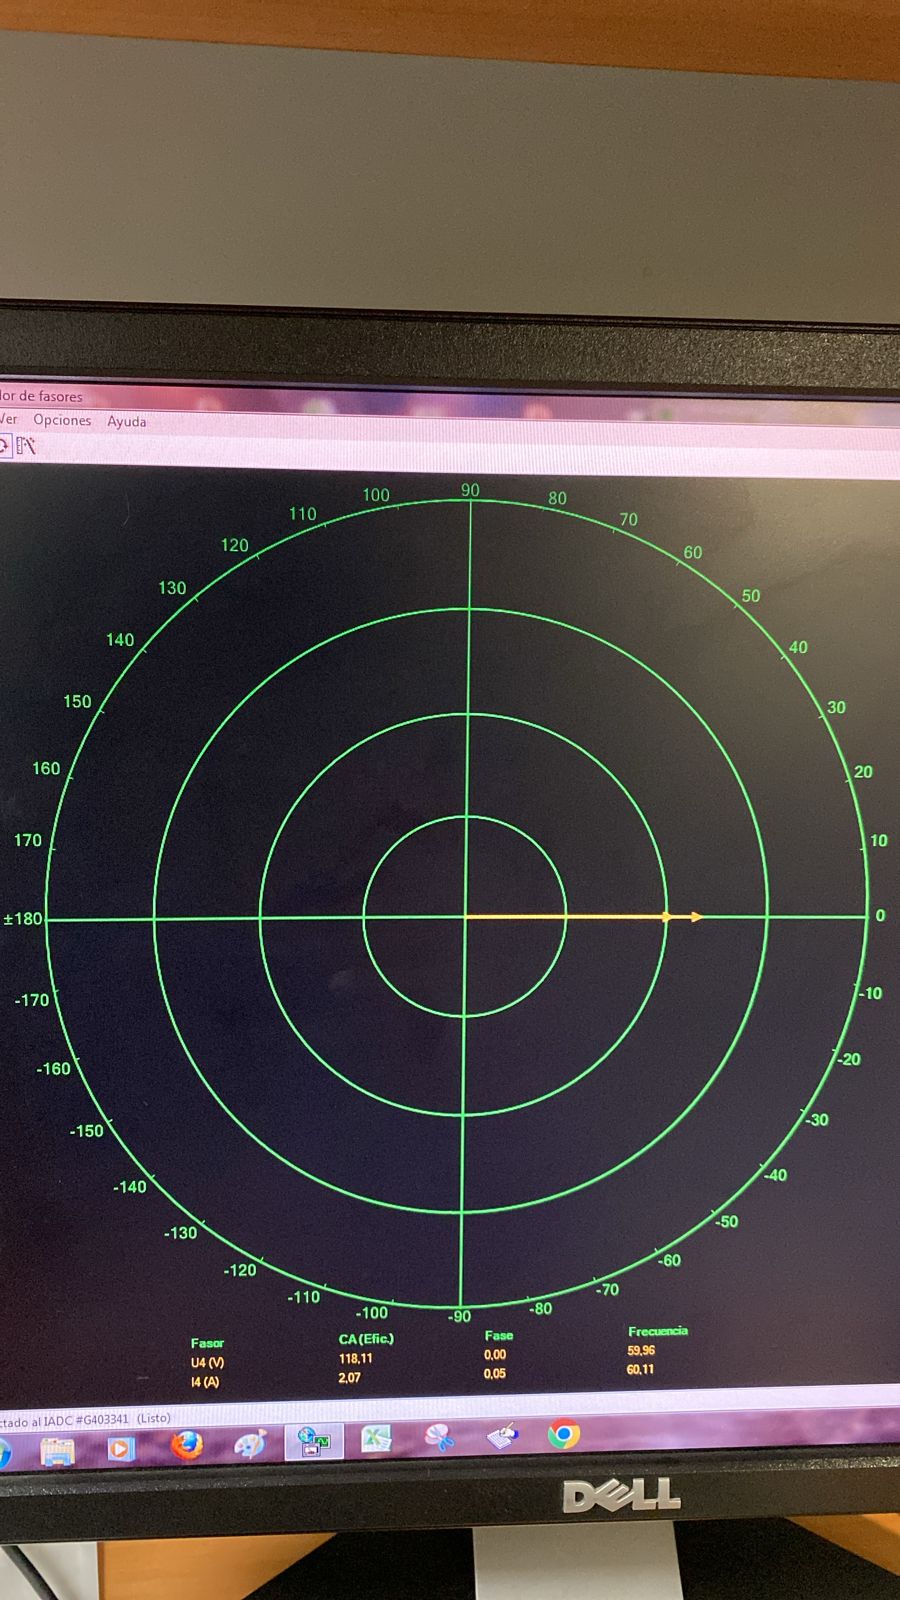 dor de fasores
Ver Opciones Ayuda
90
100 80
110 70
120 60
130 50
140 40
150 30
160 20
170 10
±180 0
-170 -10
-160 -20
-150 -30
-140 -40
-130 -50
-120 -60
-110 -70
-100 -80
-90
Fasor CA (Efic.) Fase Frecuencia
U4 (V) 118,11 0,00 59,96
I4 (A) 2,07 0,05 60,11
ctado al IADC #G403341 (Listo)
DELL